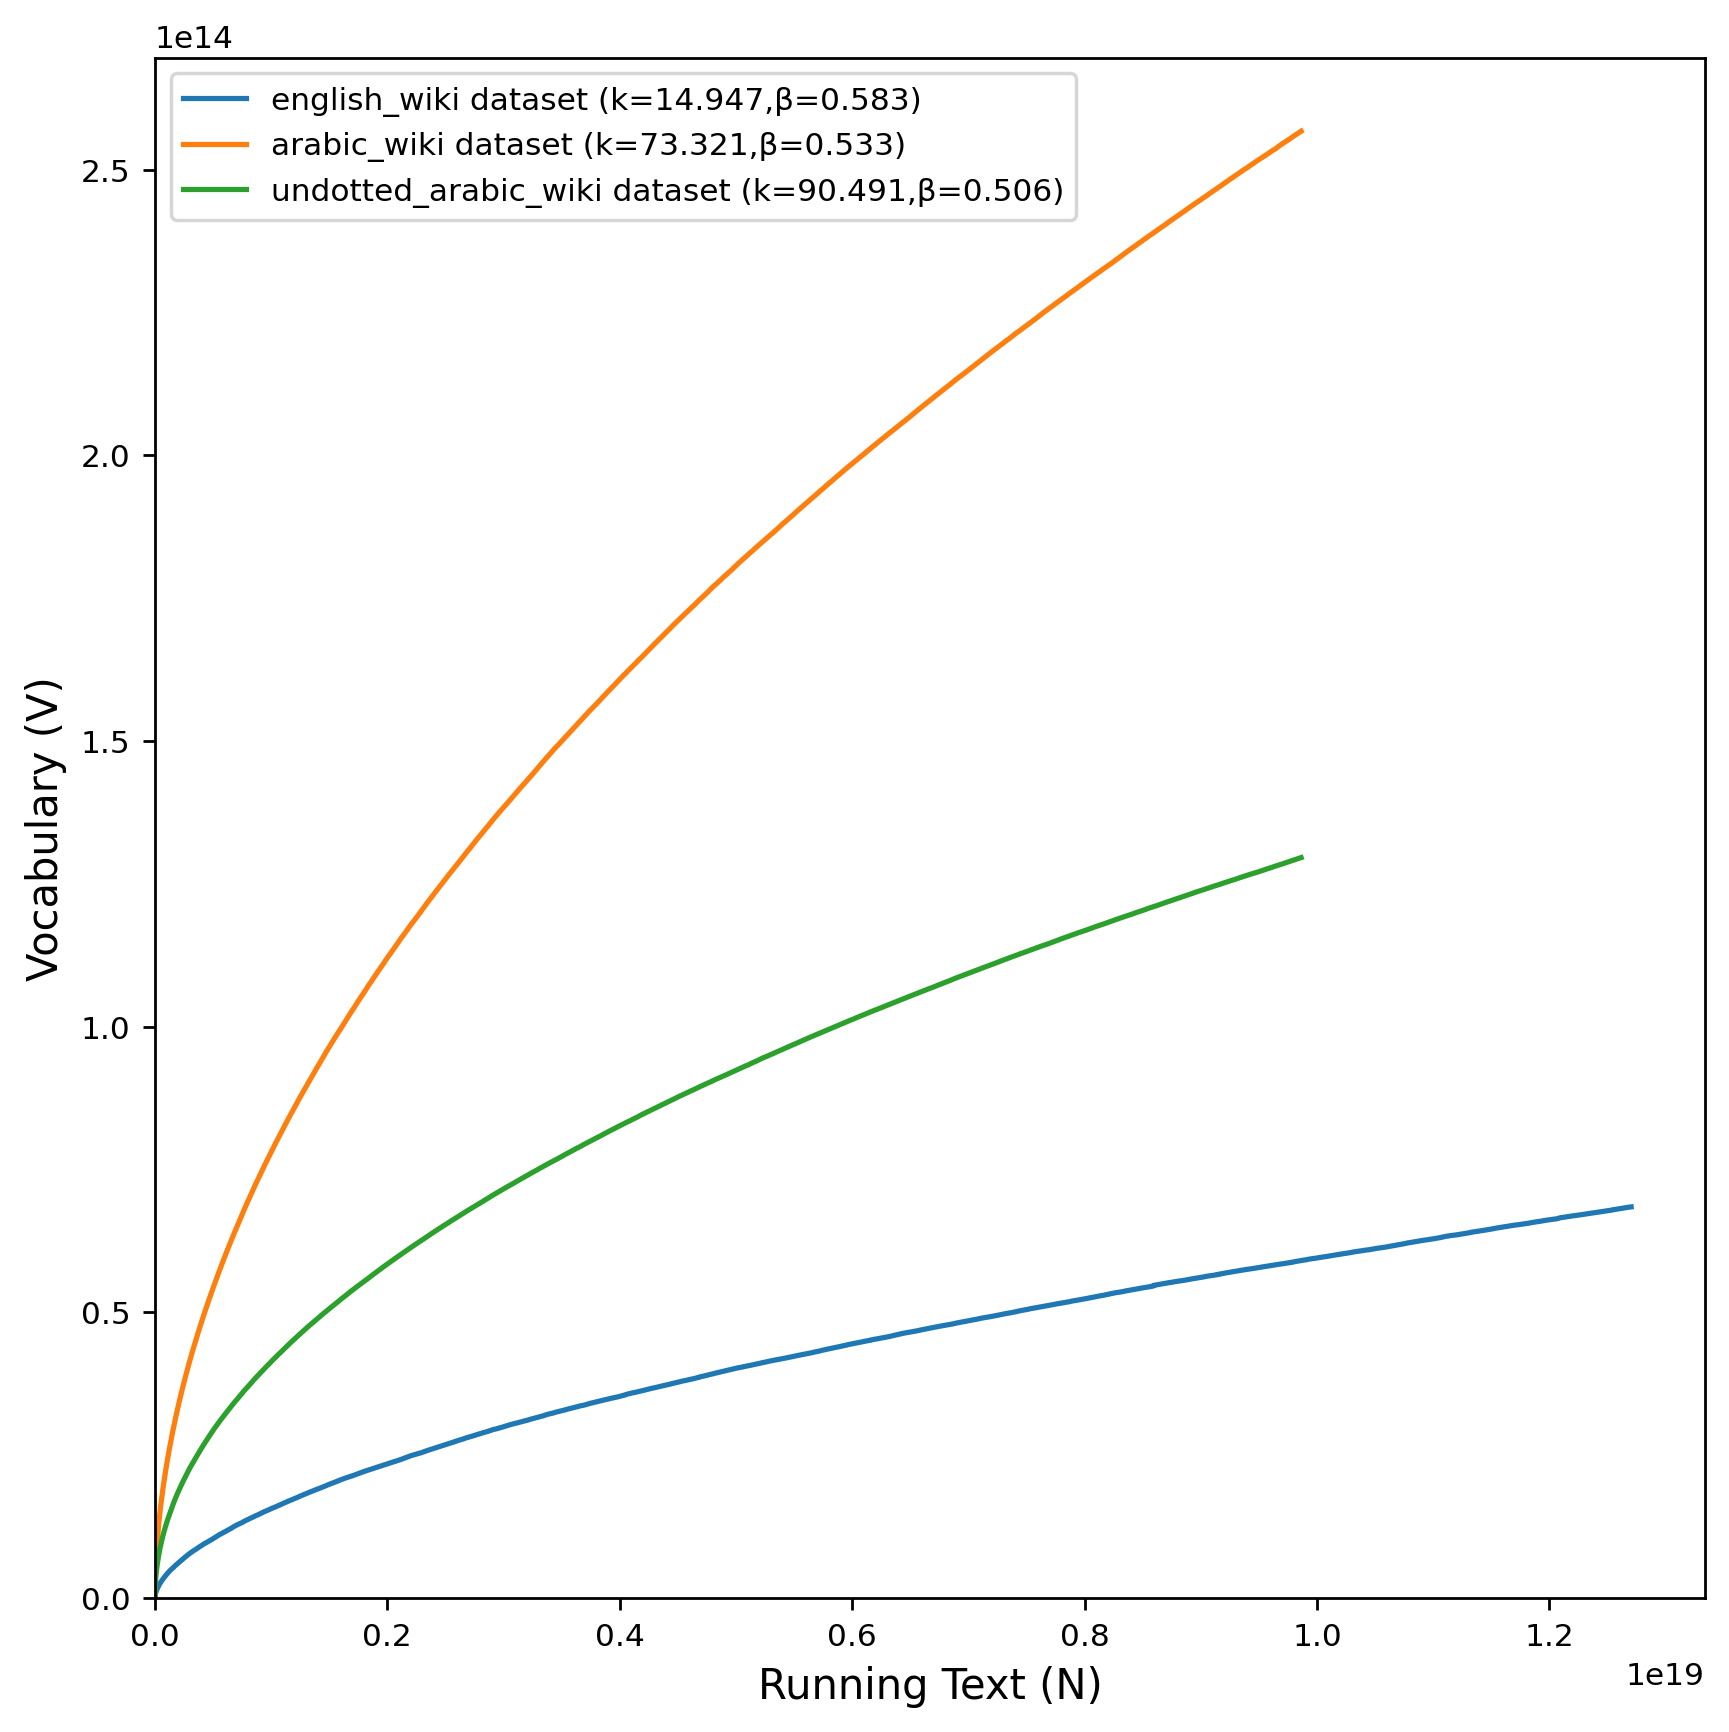 1e14
english_wiki dataset (k=14.947,β=0.583)
arabic_wiki dataset (k=73.321,β=0.533)
undotted_arabic_wiki dataset (k=90.491,β=0.506)
2.5
2.0
1.5
1.0
0.5
0.0
Vocabulary (V)
0.0 0.2 0.4 0.6 0.8 1.0 1.2
1e19
Running Text (N)